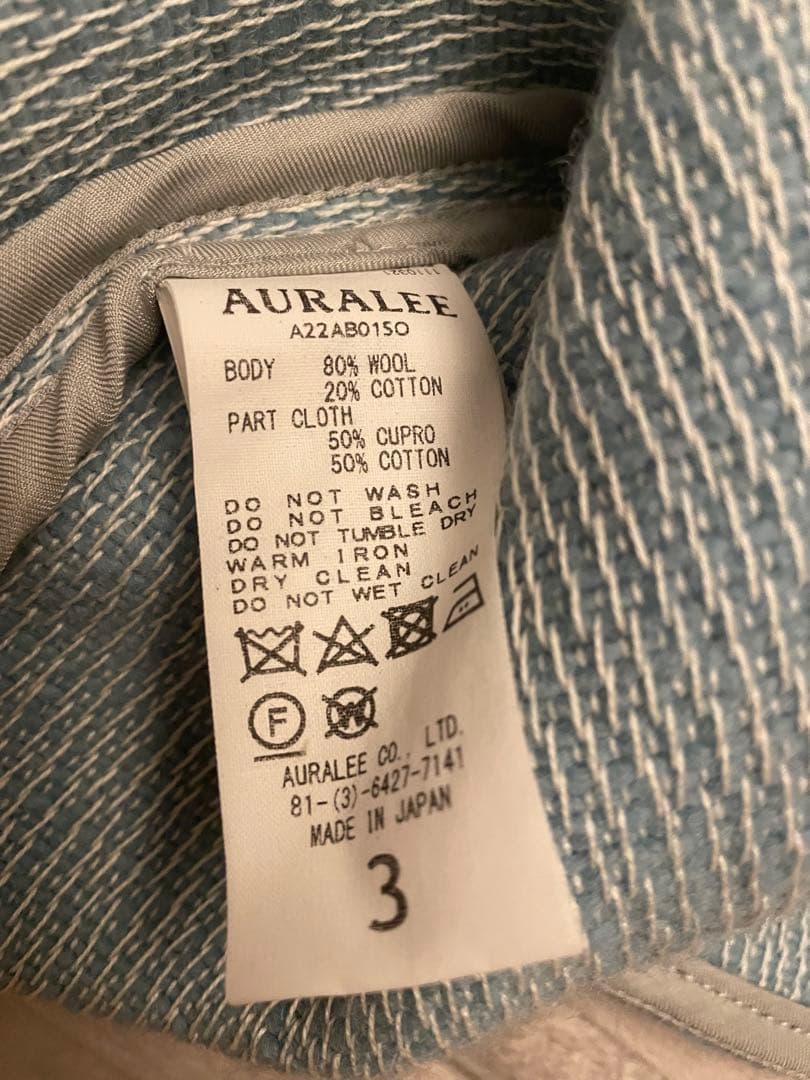 AURALEE
A22AB01SO
BODY 80% WOOL
20% COTTON
PART CLOTH
50% CUPRO
50% COTTON
DO NOT WASH
DO NOT BLEACH
DO NOT TUMBLE DRY
WARM IRON
DRY CLEAN
DO NOT WET CLEAN
F W
AURALEE CO., LTD.
81-(3)-6427-7141
MADE IN JAPAN
3